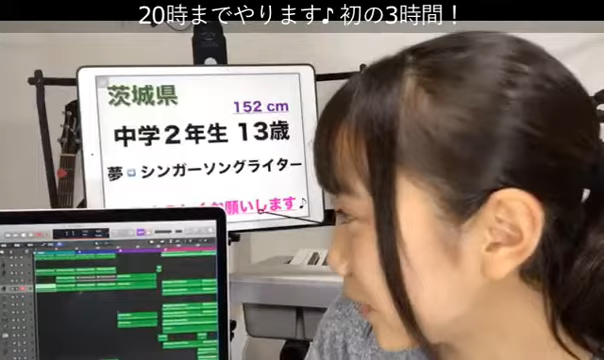 20時までやります♪ 初の3時間！
茨城県
152 cm
中学2年生 13歳
夢➡シンガーソングライター
お願いします♪